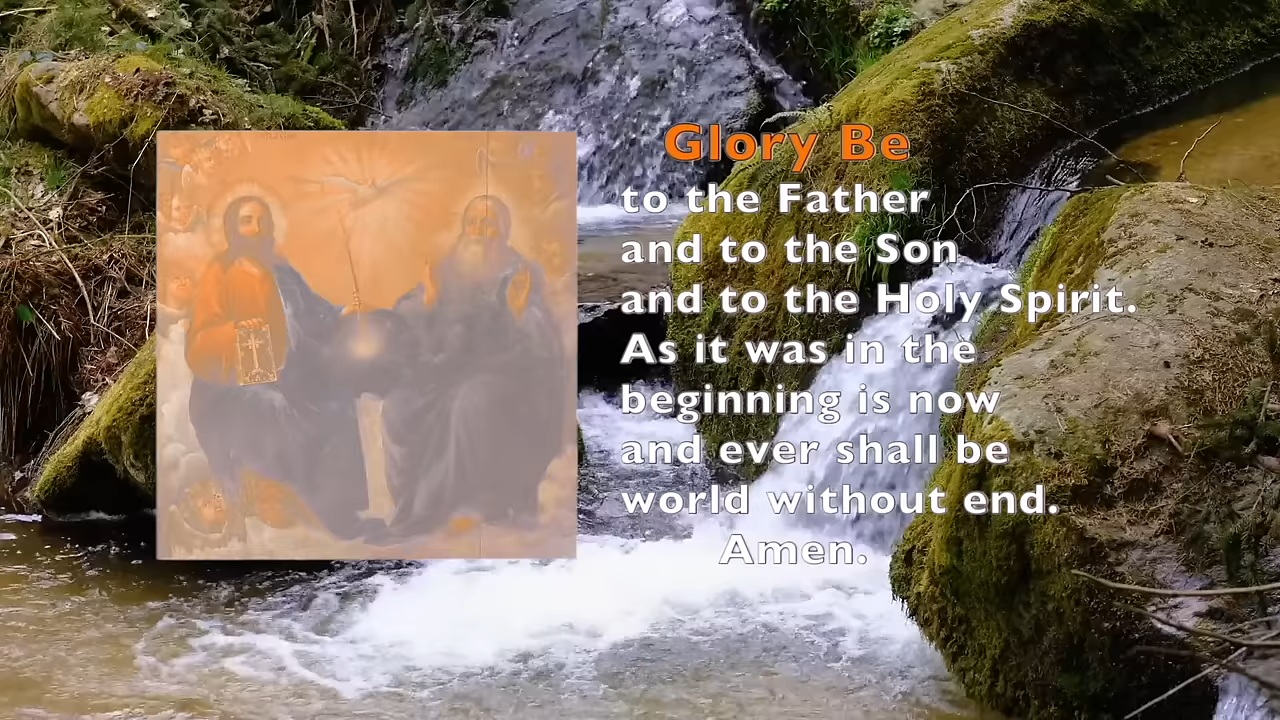 Glory Be
to the Father
and to the Son
and to the Holy Spirit.
As it was in the
beginning is now
and ever shall be
world without end.
Amen.